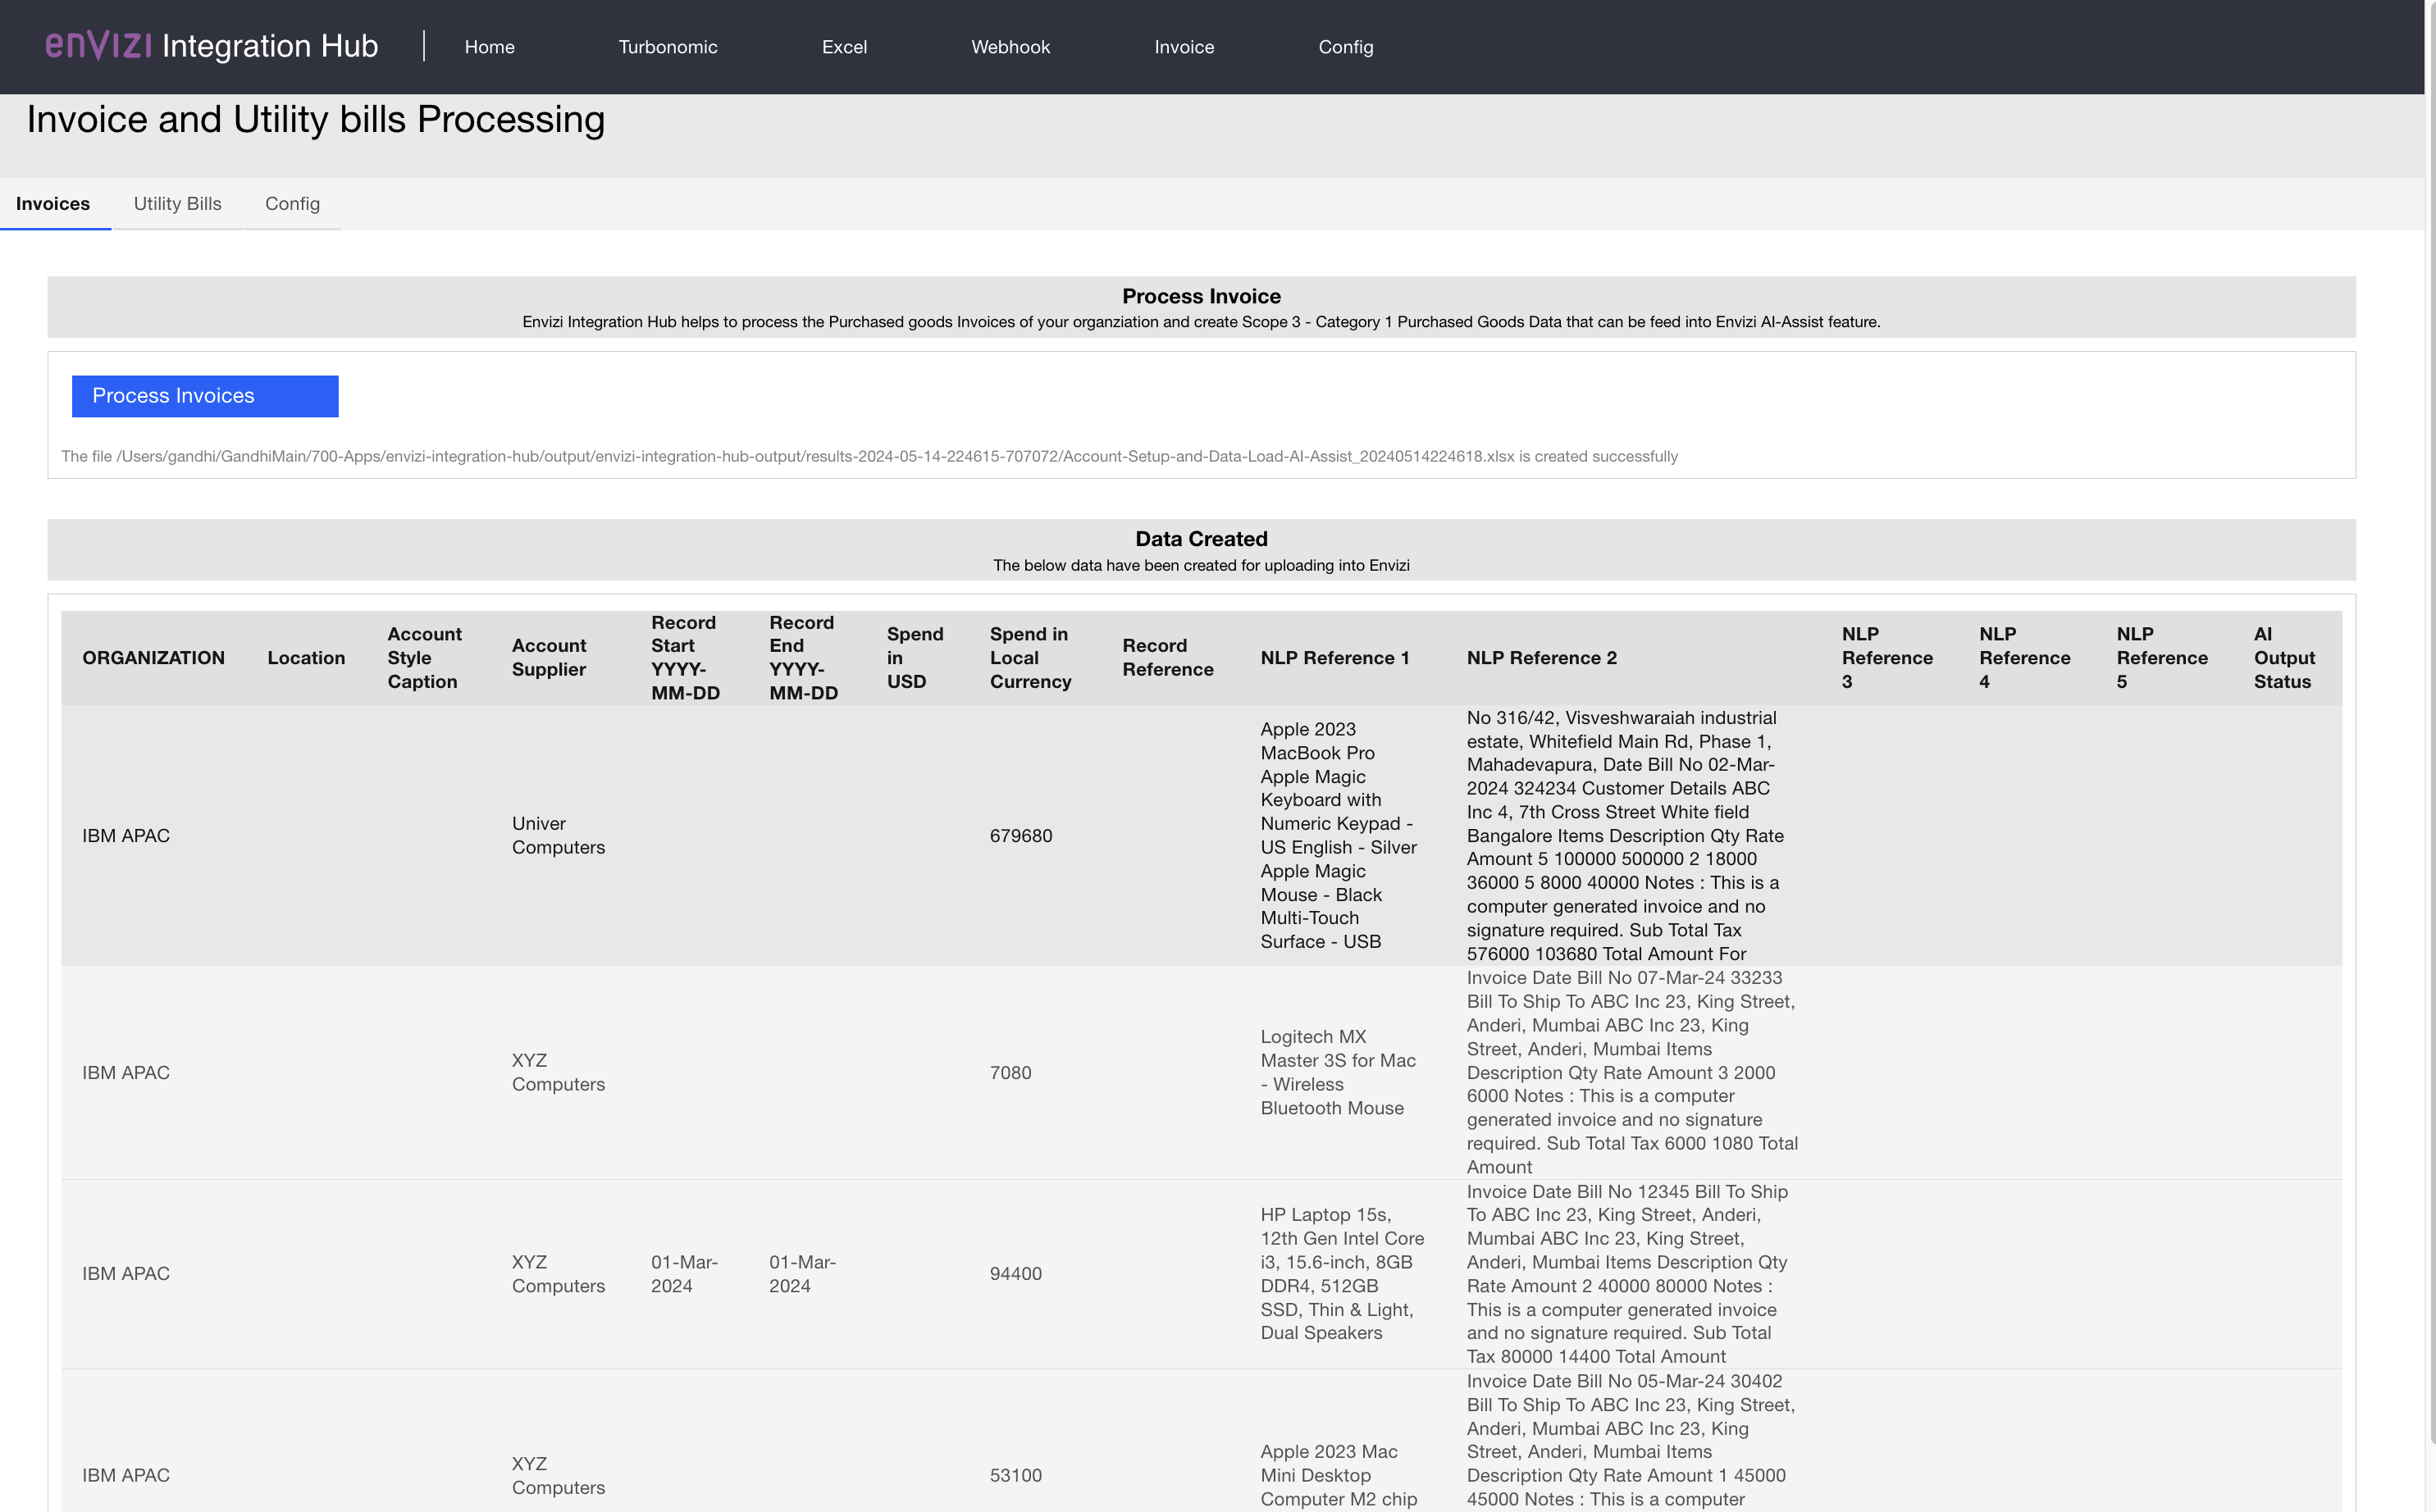 enVIZI Integration Hub
Home
Turbonomic
Excel
Webhook
Invoice
Config
Invoice and Utility bills Processing
Invoices
Utility Bills
Config
Process Invoice
Envizi Integration Hub helps to process the Purchased goods Invoices of your organziation and create Scope 3 - Category 1 Purchased Goods Data that can be feed into Envizi AI-Assist feature.
Process Invoices
The file /Users/gandhi/GandhiMain/700-Apps/envizi-integration-hub/output/envizi-integration-hub-output/results-2024-05-14-224615-707072/Account-Setup-and-Data-Load-AI-Assist_20240514224618.xlsx is created successfully
Data Created
The below data have been created for uploading into Envizi
ORGANIZATION
Location
Account
Style
Caption
Account
Supplier
Record
Start
YYYY-
MM-DD
Record
End
YYYY-
MM-DD
Spend
in
USD
Spend in
Local
Currency
Record
Reference
NLP Reference 1
NLP Reference 2
NLP
Reference
3
NLP
Reference
4
NLP
Reference
5
AI
Output
Status
IBM APAC
Univer
Computers
679680
Apple 2023
MacBook Pro
Apple Magic
Keyboard with
Numeric Keypad -
US English - Silver
Apple Magic
Mouse - Black
Multi-Touch
Surface - USB
No 316/42, Visveshwaraiah industrial
estate, Whitefield Main Rd, Phase 1,
Mahadevapura, Date Bill No 02-Mar-
2024 324234 Customer Details ABC
Inc 4, 7th Cross Street White field
Bangalore Items Description Qty Rate
Amount 5 100000 500000 2 18000
36000 5 8000 40000 Notes : This is a
computer generated invoice and no
signature required. Sub Total Tax
576000 103680 Total Amount For
IBM APAC
XYZ
Computers
7080
Logitech MX
Master 3S for Mac
- Wireless
Bluetooth Mouse
Invoice Date Bill No 07-Mar-24 33233
Bill To Ship To ABC Inc 23, King Street,
Anderi, Mumbai ABC Inc 23, King
Street, Anderi, Mumbai Items
Description Qty Rate Amount 3 2000
6000 Notes : This is a computer
generated invoice and no signature
required. Sub Total Tax 6000 1080 Total
Amount
IBM APAC
XYZ
Computers
01-Mar-
2024
01-Mar-
2024
94400
HP Laptop 15s,
12th Gen Intel Core
i3, 15.6-inch, 8GB
DDR4, 512GB
SSD, Thin & Light,
Dual Speakers
Invoice Date Bill No 12345 Bill To Ship
To ABC Inc 23, King Street, Anderi,
Mumbai ABC Inc 23, King Street,
Anderi, Mumbai Items Description Qty
Rate Amount 2 40000 80000 Notes :
This is a computer generated invoice
and no signature required. Sub Total
Tax 80000 14400 Total Amount
IBM APAC
XYZ
Computers
53100
Apple 2023 Mac
Mini Desktop
Computer M2 chip
Invoice Date Bill No 05-Mar-24 30402
Bill To Ship To ABC Inc 23, King Street,
Anderi, Mumbai ABC Inc 23, King
Street, Anderi, Mumbai Items
Description Qty Rate Amount 1 45000
45000 Notes : This is a computer